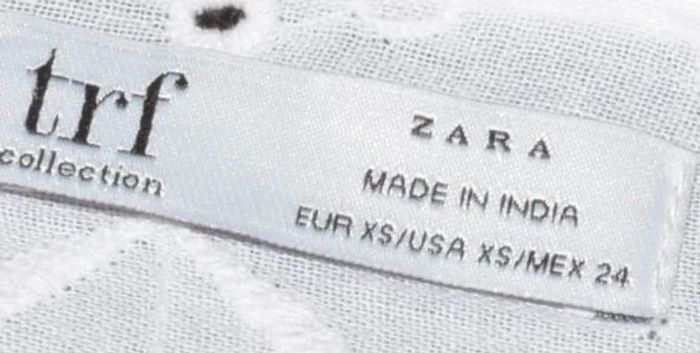 trf
collection
ZARA
MADE IN INDIA
EUR XS/USA XS/MEX 24